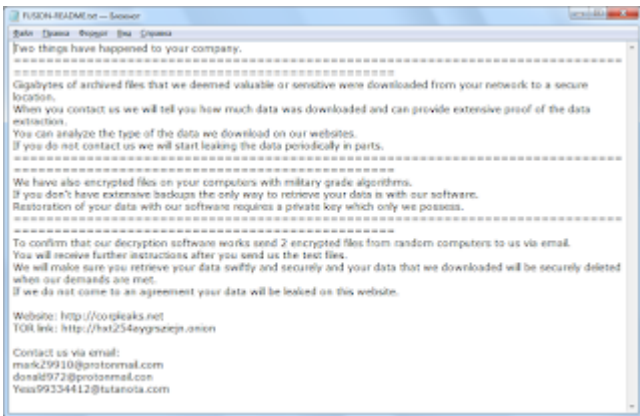 FUSION-README.txt — Блокнот
Файл Правка Формат Вид Справка
Two things have happened to your company.
==========================================================================
==============================================
Gigabytes of archived files that we deemed valuable or sensitive were downloaded from your network to a secure
location.
When you contact us we will tell you how much data was downloaded and can provide extensive proof of the data
extraction.
You can analyze the type of the data we download on our websites.
If you do not contact us we will start leaking the data periodically in parts.
==========================================================================
==============================================
We have also encrypted files on your computers with military grade algorithms.
If you don't have extensive backups the only way to retrieve your data is with our software.
Restoration of your data with our software requires a private key which only we possess.
==========================================================================
==============================================
To confirm that our decryption software works send 2 encrypted files from random computers to us via email.
You will receive further instructions after you send us the test files.
We will make sure you retrieve your data swiftly and securely and your data that we downloaded will be securely deleted
when our demands are met.
If we do not come to an agreement your data will be leaked on this website.
Website: http://corpleaks.net
TOR link: http://hxt254aygrsziejn.onion
Contact us via email:
mark29910@protonmail.com
donald972@protonmail.com
Yess99334412@tutanota.com